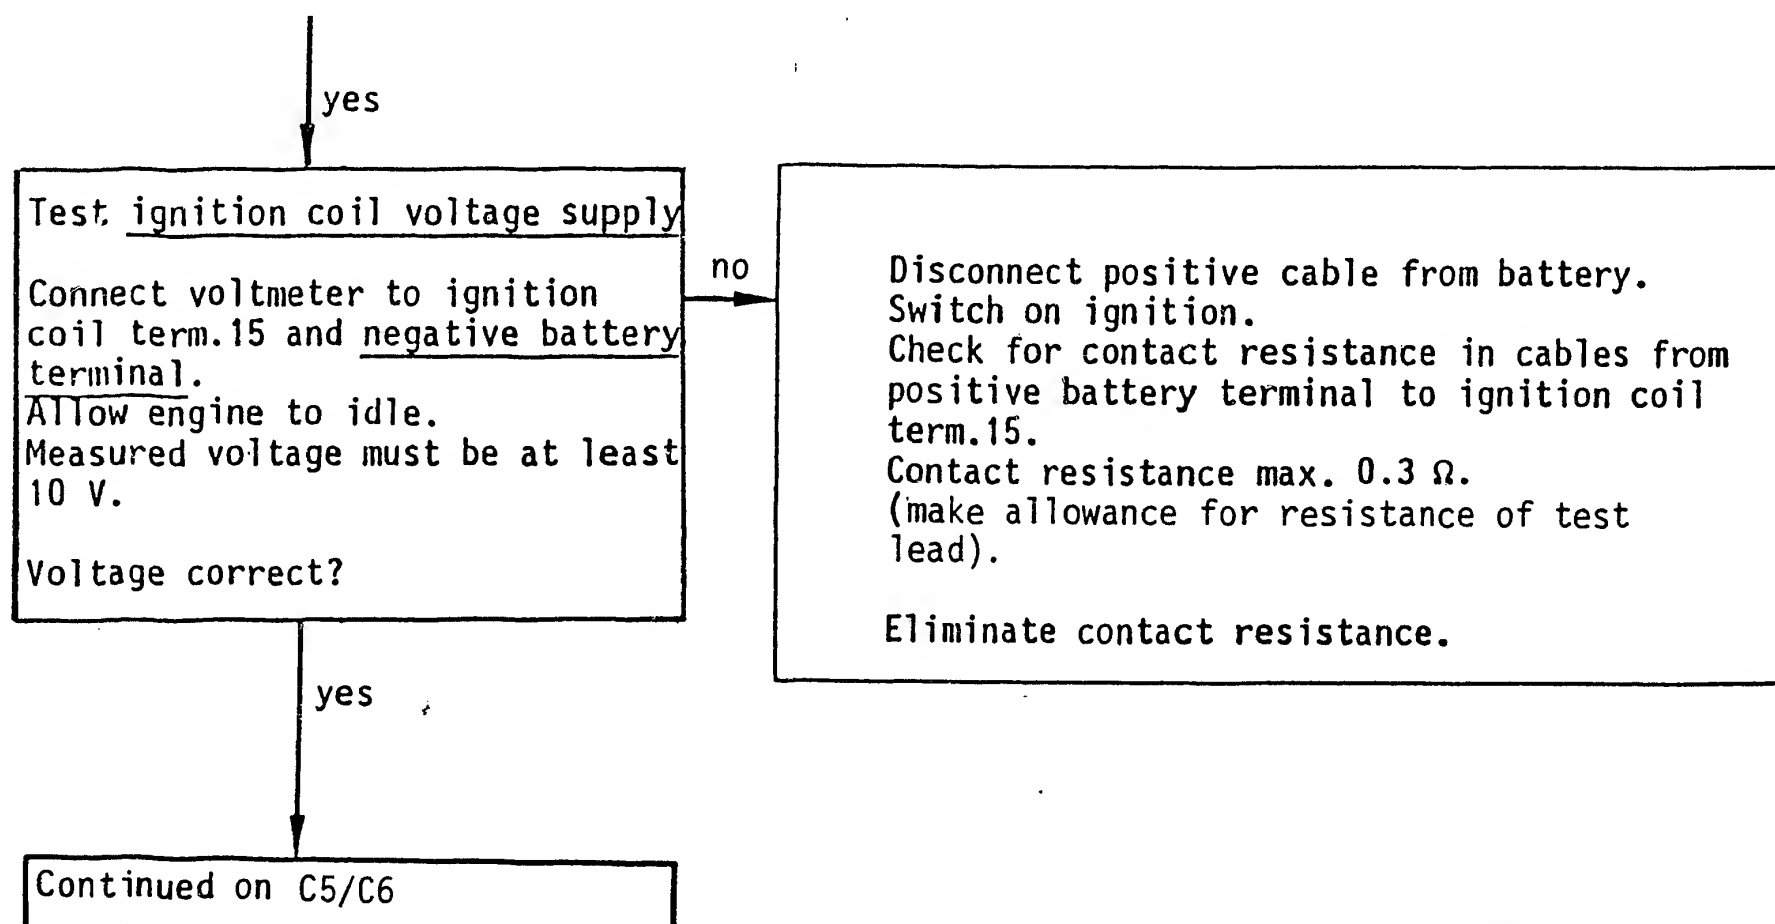 yes
Test ignition coil voltage supply
Connect voltmeter to ignition
coil term.15 and negative battery
terminal.
Allow engine to idle.
Measured voltage must be at least
10 V.
Voltage correct?
no
Disconnect positive cable from battery.
Switch on ignition.
Check for contact resistance in cables from
positive battery terminal to ignition coil
term.15.
Contact resistance max. 0.3 Ω.
(make allowance for resistance of test
lead).
Eliminate contact resistance.
yes
Continued on C5/C6